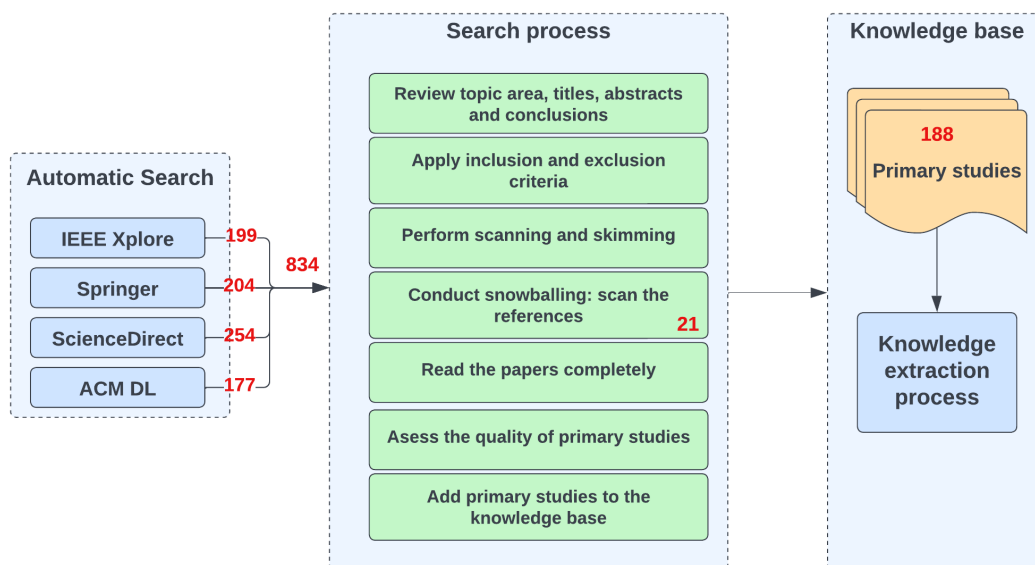 Automatic Search
IEEE Xplore
199
Springer
204
ScienceDirect
254
ACM DL
177
834
Search process
Review topic area, titles, abstracts
and conclusions
Apply inclusion and exclusion
criteria
Perform scanning and skimming
Conduct snowballing: scan the
references
21
Read the papers completely
Asess the quality of primary studies
Add primary studies to the
knowledge base
Knowledge base
188
Primary studies
Knowledge
extraction
process